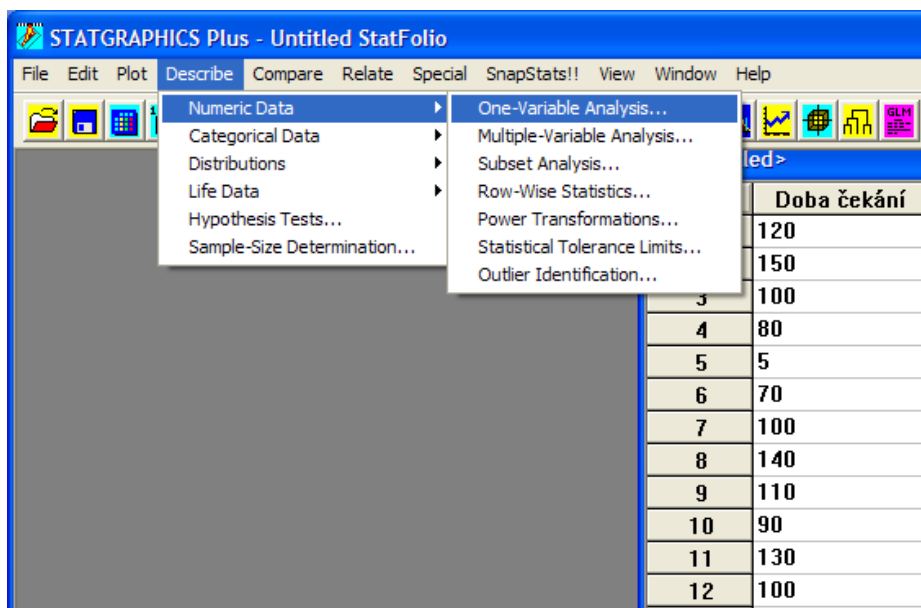 STATGRAPHICS Plus - Untitled StatFolio
File Edit Plot Describe Compare Relate Special SnapStats!! View Window Help
GLM
Numeric Data
Categorical Data
Distributions
Life Data
Hypothesis Tests...
Sample-Size Determination...
One-Variable Analysis...
Multiple-Variable Analysis...
Subset Analysis...
Row-Wise Statistics...
Power Transformations...
Statistical Tolerance Limits...
Outlier Identification...
led>
Doba čekání
120
150
3 100
4 80
5 5
6 70
7 100
8 140
9 110
10 90
11 130
12 100